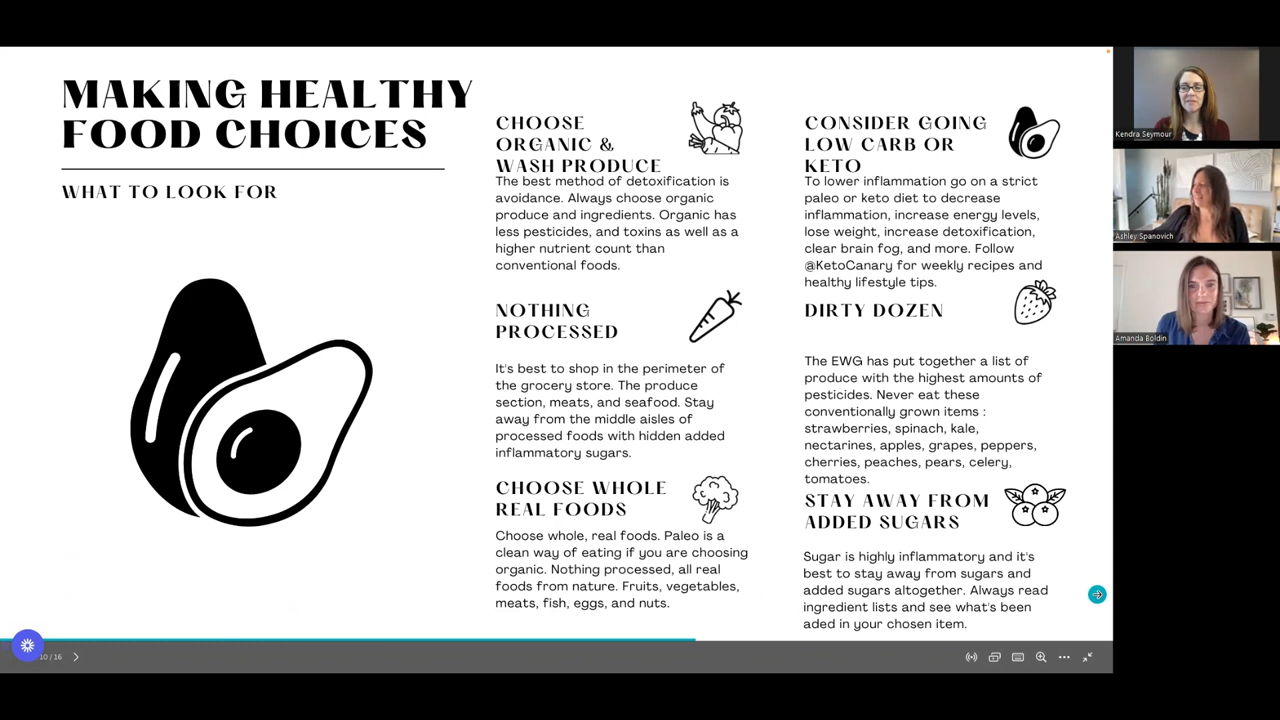 MAKING HEALTHY
FOOD CHOICES
WHAT TO LOOK FOR
CHOOSE
ORGANIC &
WASH PRODUCE
The best method of detoxification is
avoidance. Always choose organic
produce and ingredients. Organic has
less pesticides, and toxins as well as a
higher nutrient count than
conventional foods.
NOTHING
PROCESSED
It's best to shop in the perimeter of
the grocery store. The produce
section, meats, and seafood. Stay
away from the middle aisles of
processed foods with hidden added
inflammatory sugars.
CHOOSE WHOLE
REAL FOODS
Choose whole, real foods. Paleo is a
clean way of eating if you are choosing
organic. Nothing processed, all real
foods from nature. Fruits, vegetables,
meats, fish, eggs, and nuts.
CONSIDER GOING
LOW CARB OR
KETO
To lower inflammation go on a strict
paleo or keto diet to decrease
inflammation, increase energy levels,
lose weight, increase detoxification,
clear brain fog, and more. Follow
@KetoCanary for weekly recipes and
healthy lifestyle tips.
DIRTY DOZEN
The EWG has put together a list of
produce with the highest amounts of
pesticides. Never eat these
conventionally grown items :
strawberries, spinach, kale,
nectarines, apples, grapes, peppers,
cherries, peaches, pears, celery,
tomatoes.
STAY AWAY FROM
ADDED SUGARS
Sugar is highly inflammatory and it's
best to stay away from sugars and
added sugars altogether. Always read
ingredient lists and see what's been
aded in your chosen item.
10 / 16
Kendra Seymour
Ashley Spanovich
Amanda Boldin